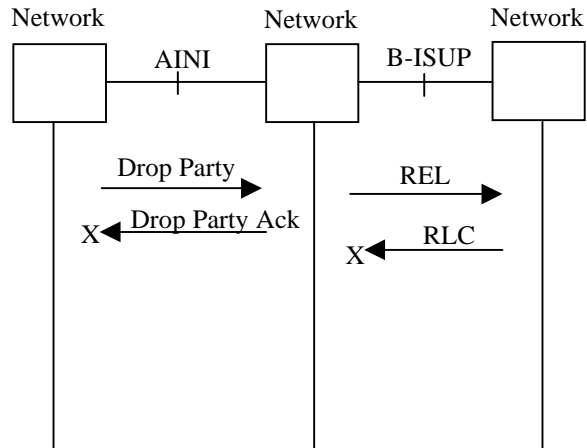 Network
Network
Network
AINI
B-ISUP
Drop Party
REL
X
Drop Party Ack
X
RLC